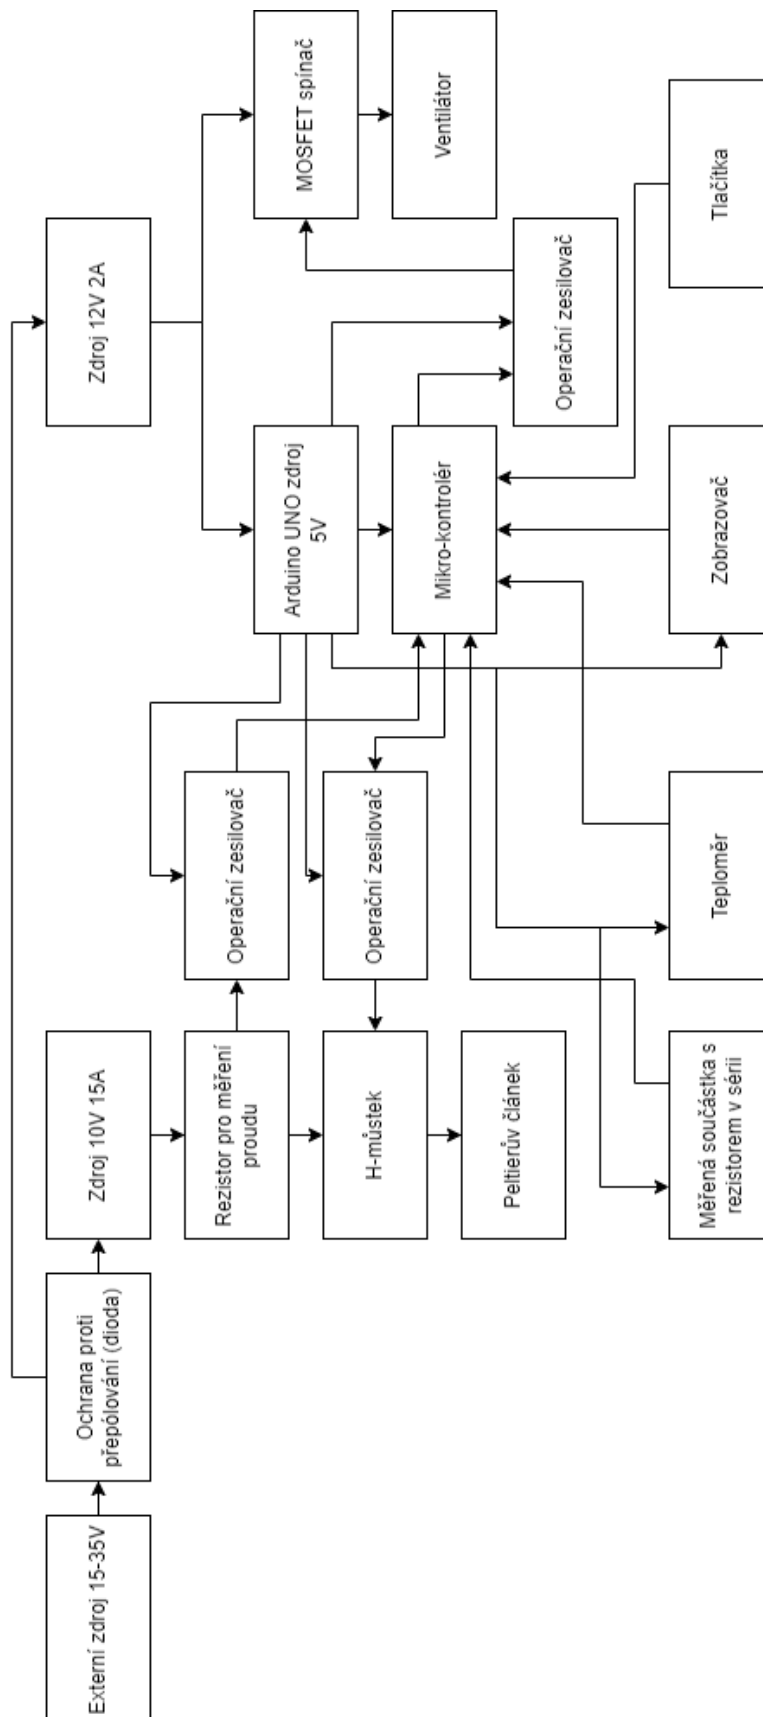 Externí zdroj 15-35V
Ochrana proti
přepólování (dioda)
Zdroj 10V 15A
Zdroj 12V 2A
Rezistor pro měření
proudu
Operační zesilovač
Arduino UNO zdroj
5V
MOSFET spínač
H-můstek
Operační zesilovač
Mikro-kontrolér
Ventilátor
Peltierův článek
Operační zesilovač
Měřená součástka s
rezistorem v sérii
Teploměr
Zobrazovač
Tlačítka